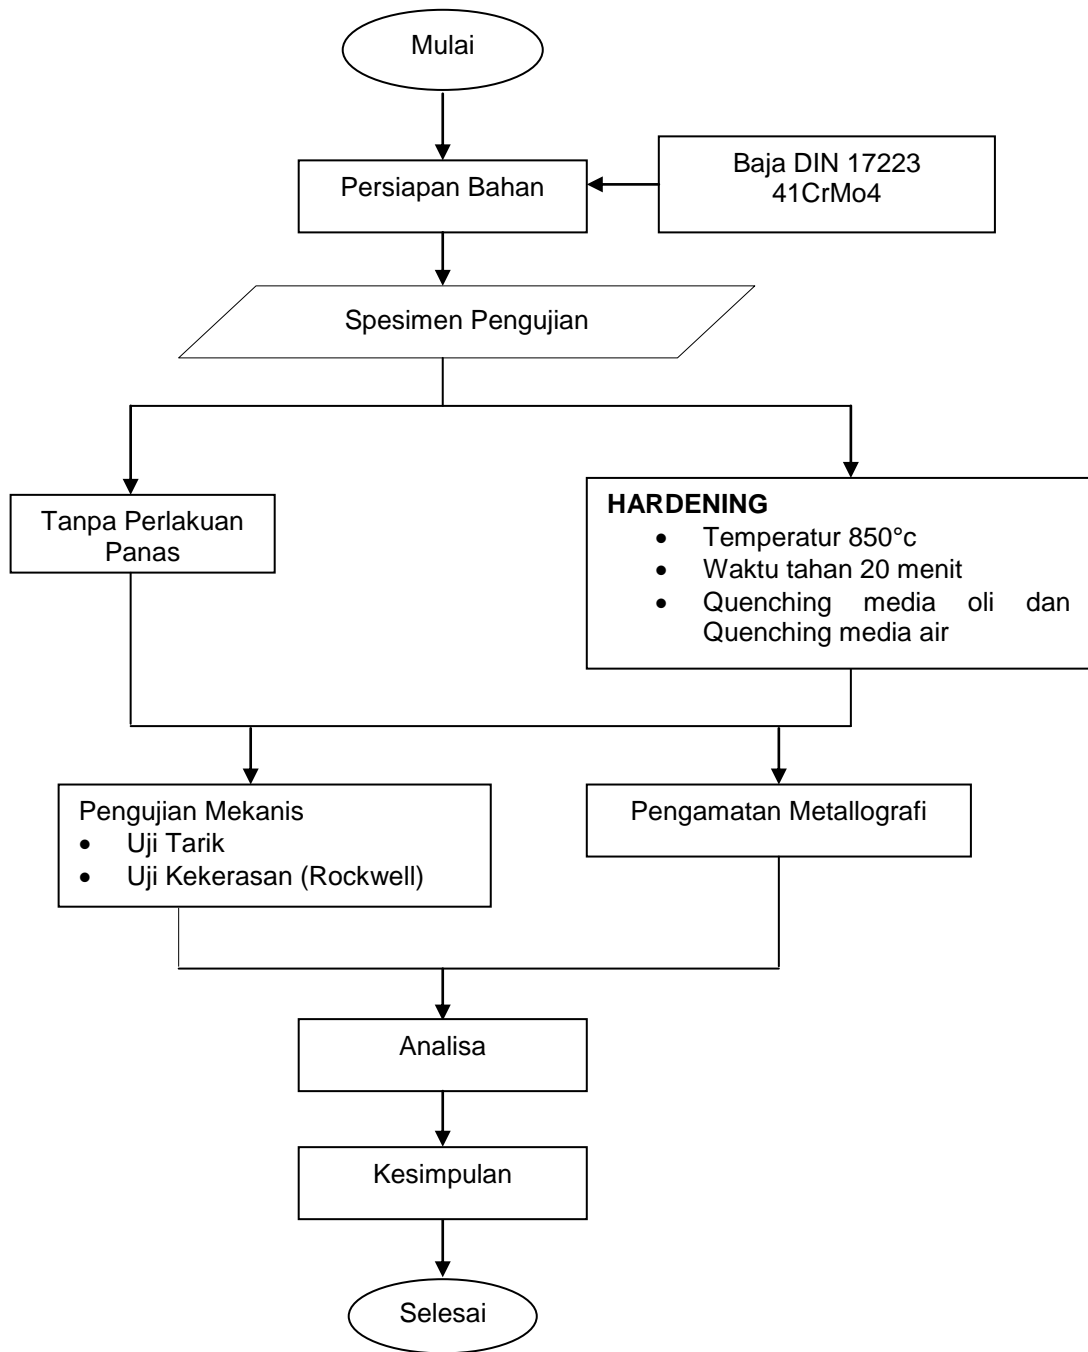 Mulai
Persiapan Bahan
Baja DIN 17223
41CrMo4
Spesimen Pengujian
Tanpa Perlakuan
Panas
HARDENING
• Temperatur 850°c
• Waktu tahan 20 menit
• Quenching media oli dan
Quenching media air
Pengujian Mekanis
• Uji Tarik
• Uji Kekerasan (Rockwell)
Pengamatan Metallografi
Analisa
Kesimpulan
Selesai